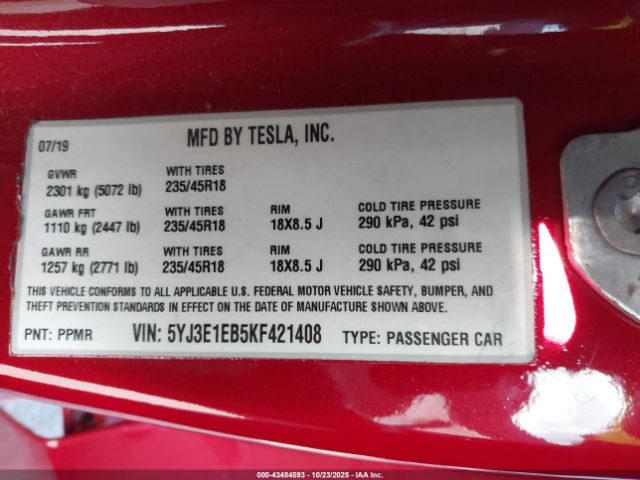 07/19 MFD BY TESLA, INC.
GVWR WITH TIRES
2301 kg (5072 lb) 235/45R18
GAWR FRT WITH TIRES RIM COLD TIRE PRESSURE
1110 kg (2447 lb) 235/45R18 18X8.5 J 290 kPa, 42 psi
GAWR RR WITH TIRES RIM COLD TIRE PRESSURE
1257 kg (2771 lb) 235/45R18 18X8.5 J 290 kPa, 42 psi
THIS VEHICLE CONFORMS TO ALL APPLICABLE U.S. FEDERAL MOTOR VEHICLE SAFETY, BUMPER, AND
THEFT PREVENTION STANDARDS IN EFFECT ON THE DATE OF MANUFACTURE SHOWN ABOVE.
PNT: PPMR VIN: 5YJ3E1EB5KF421408 TYPE: PASSENGER CAR
000-43484593 | 10/23/2025 | IAA Inc.